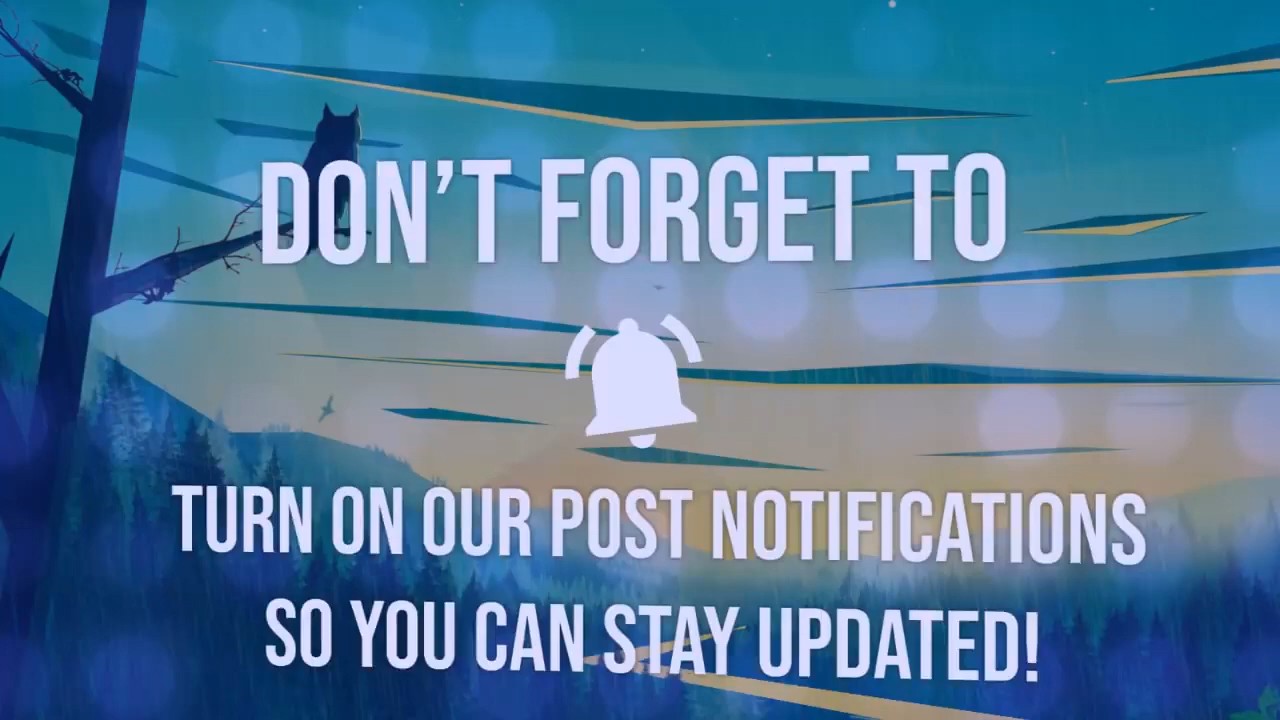 DON'T FORGET TO
TURN ON OUR POST NOTIFICATIONS
SO YOU CAN STAY UPDATED!